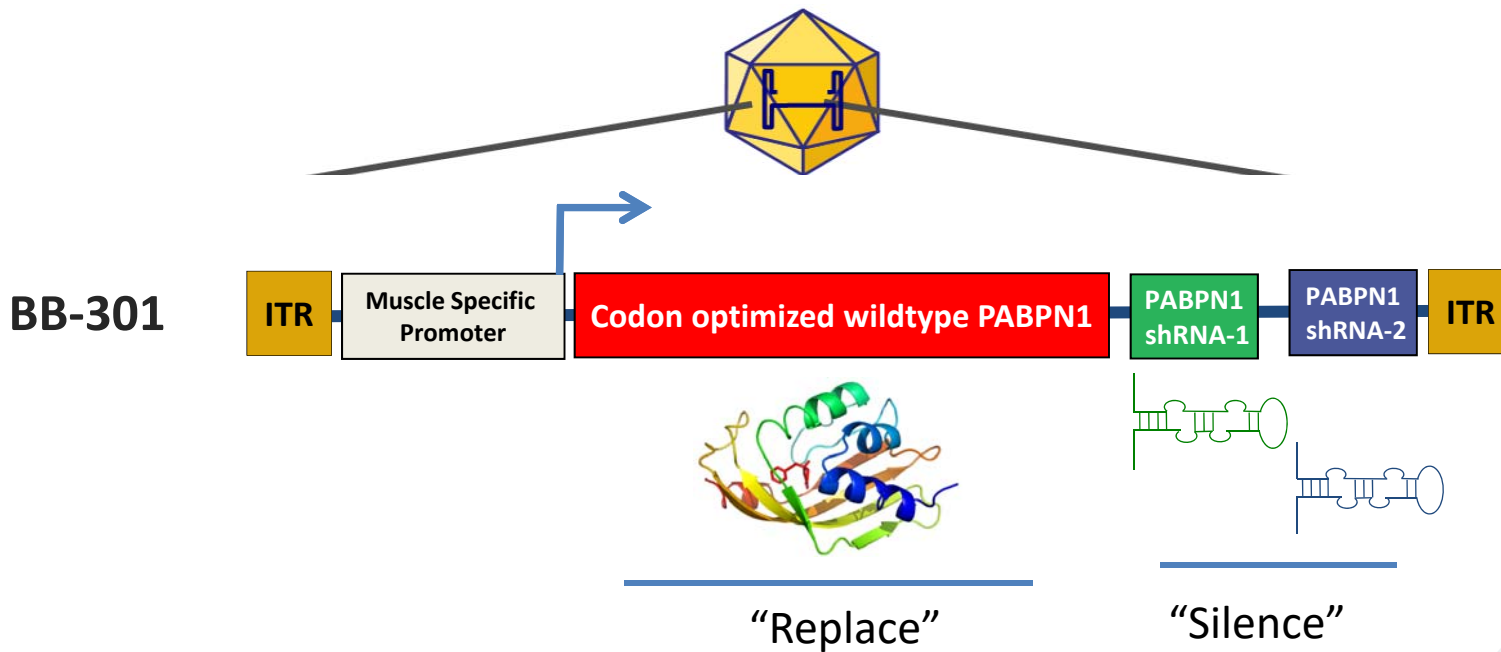 BB-301
ITR
Muscle Specific
Promoter
Codon optimized wildtype PABPN1
PABPN1
shRNA-1
PABPN1
shRNA-2
ITR
“Replace”
“Silence”